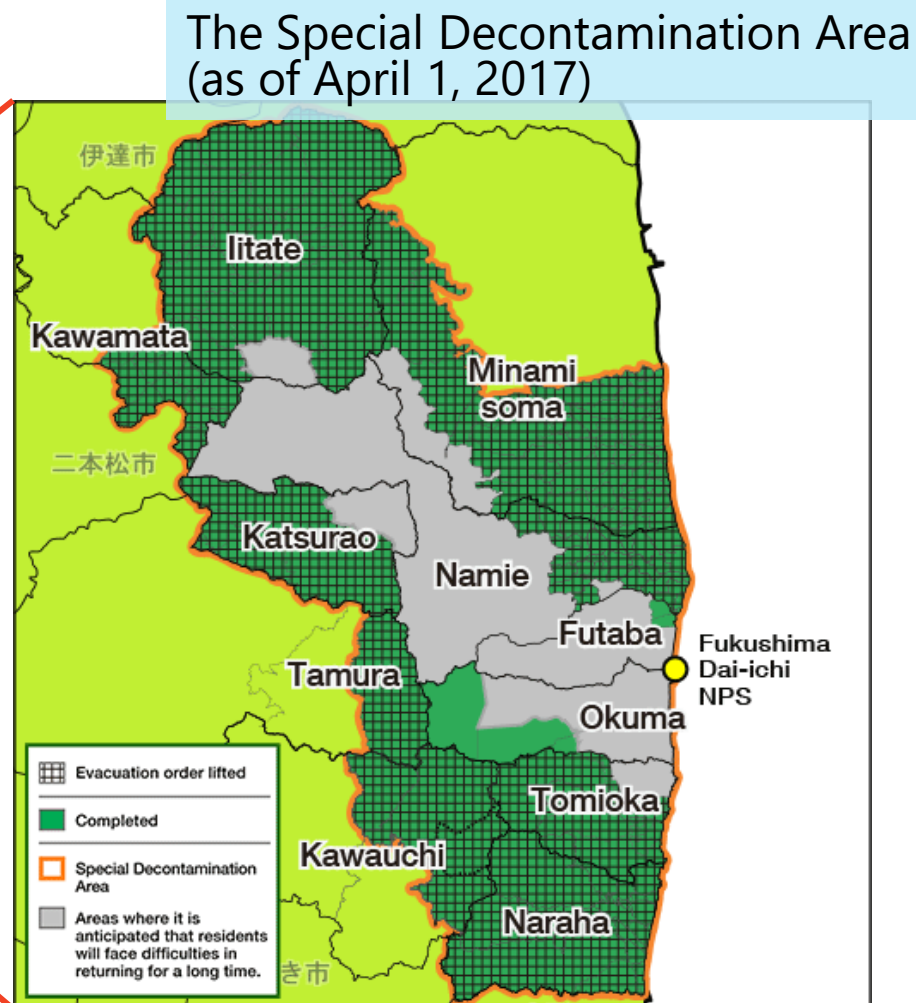 The Special Decontamination Area
(as of April 1, 2017)
伊達市
Iitate
Kawamata
Minami
soma
二本松市
Katsurao
Namie
Futaba
Fukushima
Dai-ichi
NPS
Tamura
Okuma
Tomioka
Kawauchi
Naraha
Evacuation order lifted
Completed
Special Decontamination
Area
Areas where it is
anticipated that residents
will face difficulties in
returning for a long time.
き市